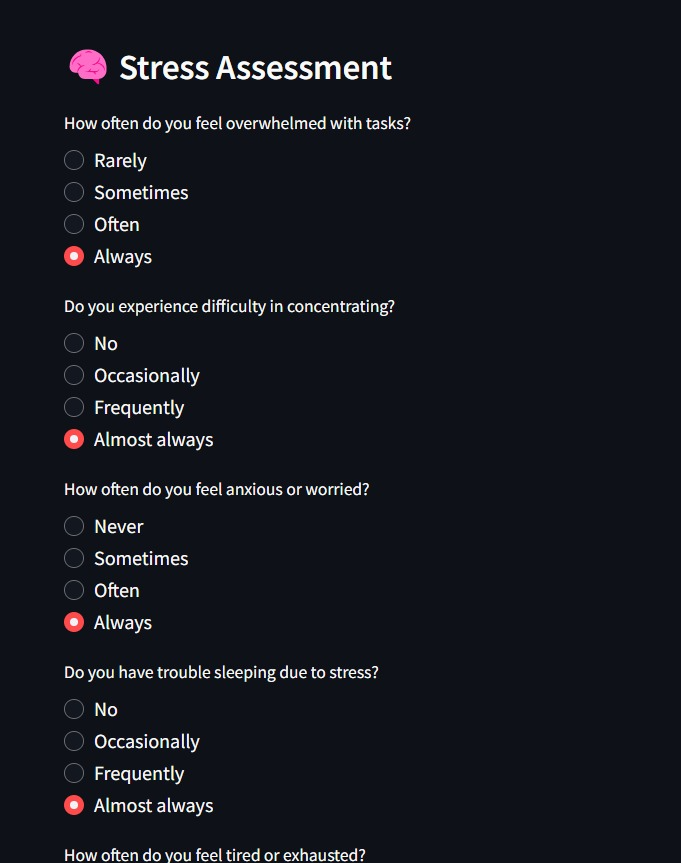 Stress Assessment
How often do you feel overwhelmed with tasks?
Rarely
Sometimes
Often
Always
Do you experience difficulty in concentrating?
No
Occasionally
Frequently
Almost always
How often do you feel anxious or worried?
Never
Sometimes
Often
Always
Do you have trouble sleeping due to stress?
No
Occasionally
Frequently
Almost always
How often do you feel tired or exhausted?